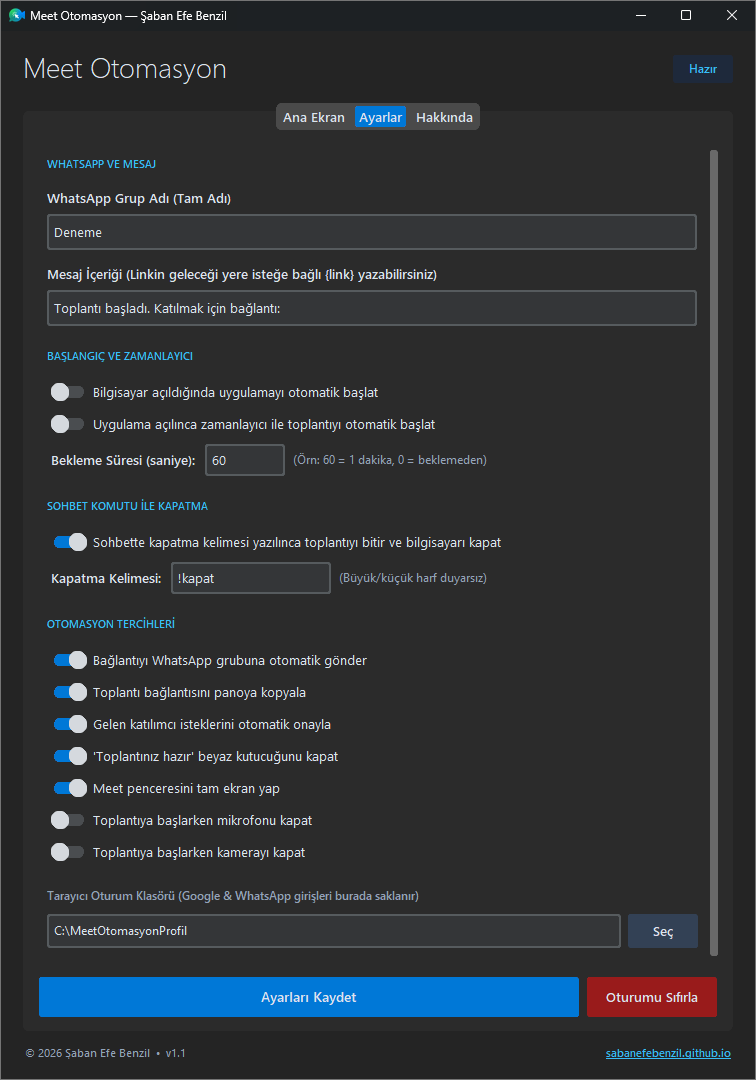 Meet Otomasyon — Şaban Efe Benzil
Meet Otomasyon
Hazır
Ana Ekran Ayarlar Hakkında
WHATSAPP VE MESAJ
WhatsApp Grup Adı (Tam Adı)
Deneme
Mesaj İçeriği (Linkin geleceği yere isteğe bağlı {link} yazabilirsiniz)
Toplantı başladı. Katılmak için bağlantı:
BAŞLANGIÇ VE ZAMANLAYICI
Bilgisayar açıldığında uygulamayı otomatik başlat
Uygulama açılınca zamanlayıcı ile toplantıyı otomatik başlat
Bekleme Süresi (saniye): 60 (Örn: 60 = 1 dakika, 0 = beklemeden)
SOHBET KOMUTU İLE KAPATMA
Sohbette kapatma kelimesi yazılınca toplantıyı bitir ve bilgisayarı kapat
Kapatma Kelimesi: !kapat (Büyük/küçük harf duyarsız)
OTOMASYON TERCİHLERİ
Bağlantıyı WhatsApp grubuna otomatik gönder
Toplantı bağlantısını panoya kopyala
Gelen katılımcı isteklerini otomatik onayla
'Toplantınız hazır' beyaz kutucuğunu kapat
Meet penceresini tam ekran yap
Toplantıya başlarken mikrofonu kapat
Toplantıya başlarken kamerayı kapat
Tarayıcı Oturum Klasörü (Google & WhatsApp girişleri burada saklanır)
C:\MeetOtomasyonProfil Seç
Ayarları Kaydet Oturumu Sıfırla
© 2026 Şaban Efe Benzil • v1.1 sabanefebenzil.github.io